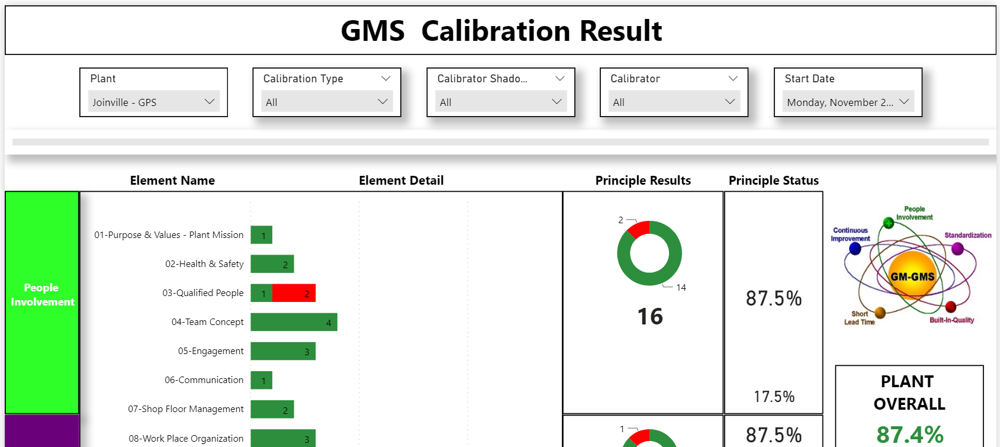 GMS  Calibration Result
Plant
Joinville - GPS
Calibration Type
All
Calibrator Shado...
All
Calibrator
All
Start Date
Monday, November 2...
Element Name
Element Detail
Principle Results
Principle Status
People
Involvement
01-Purpose & Values - Plant Mission
1
02-Health & Safety
2
03-Qualified People
1
2
04-Team Concept
4
05-Engagement
3
06-Communication
1
07-Shop Floor Management
2
08-Work Place Organization
3
2
14
16
87.5%
17.5%
1
87.5%
People
Involvement
Continuous
Improvement
Standardization
GM-GMS
Short
Lead Time
Built-In-Quality
PLANT
OVERALL
87.4%